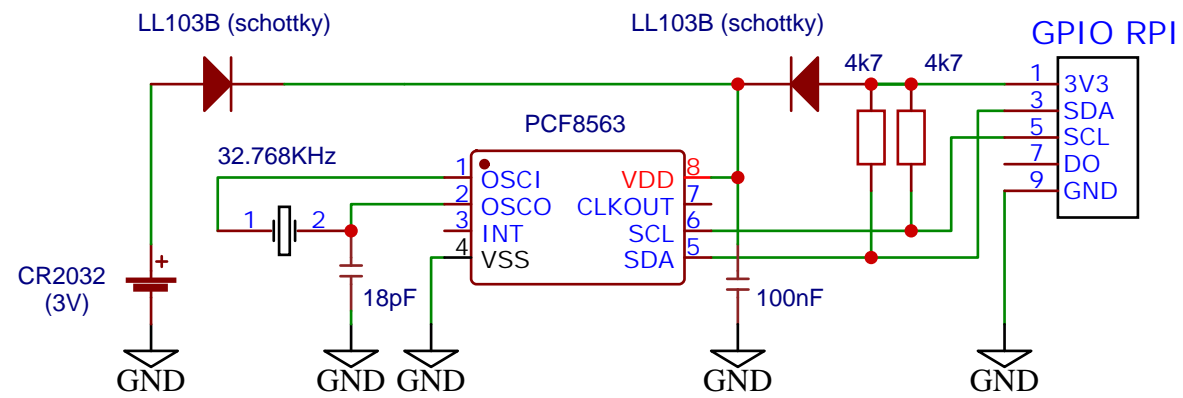 LL103B (schottky)
LL103B (schottky)
GPIO RPI
4k7
4k7
1 3V3
3 SDA
5 SCL
7 DO
9 GND
PCF8563
32.768KHz
1 OSCI
2 OSCO
3 INT
4 VSS
VDD 8
CLKOUT 7
SCL 6
SDA 5
1 2
+
CR2032
(3V)
18pF
100nF
GND
GND
GND
GND
GND